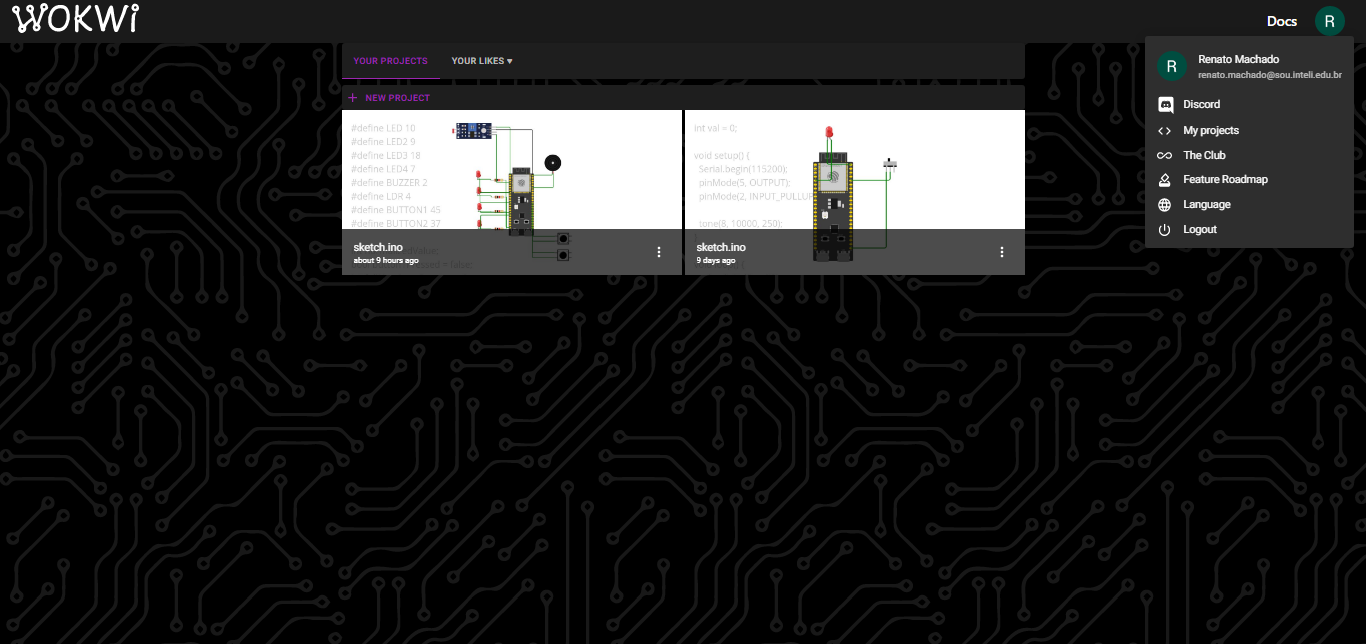 WOKWi
Docs
R
YOUR PROJECTS
YOUR LIKES ♥
R
Renato Machado
renato.machado@sou.inteli.edu.br
Discord
My projects
The Club
Feature Roadmap
Language
Logout
+ NEW PROJECT
#define LED 10
#define LED2 9
#define LED3 18
#define LED4 7
#define BUZZER 2
#define LDR 4
#define BUTTON1 45
#define BUTTON2 37
sketch.ino
about 9 hours ago
int val = 0;
void setup() {
Serial.begin(115200);
pinMode(5, OUTPUT);
pinMode(2, INPUT_PULLUP
tone(8, 10000, 250);
sketch.ino
9 days ago